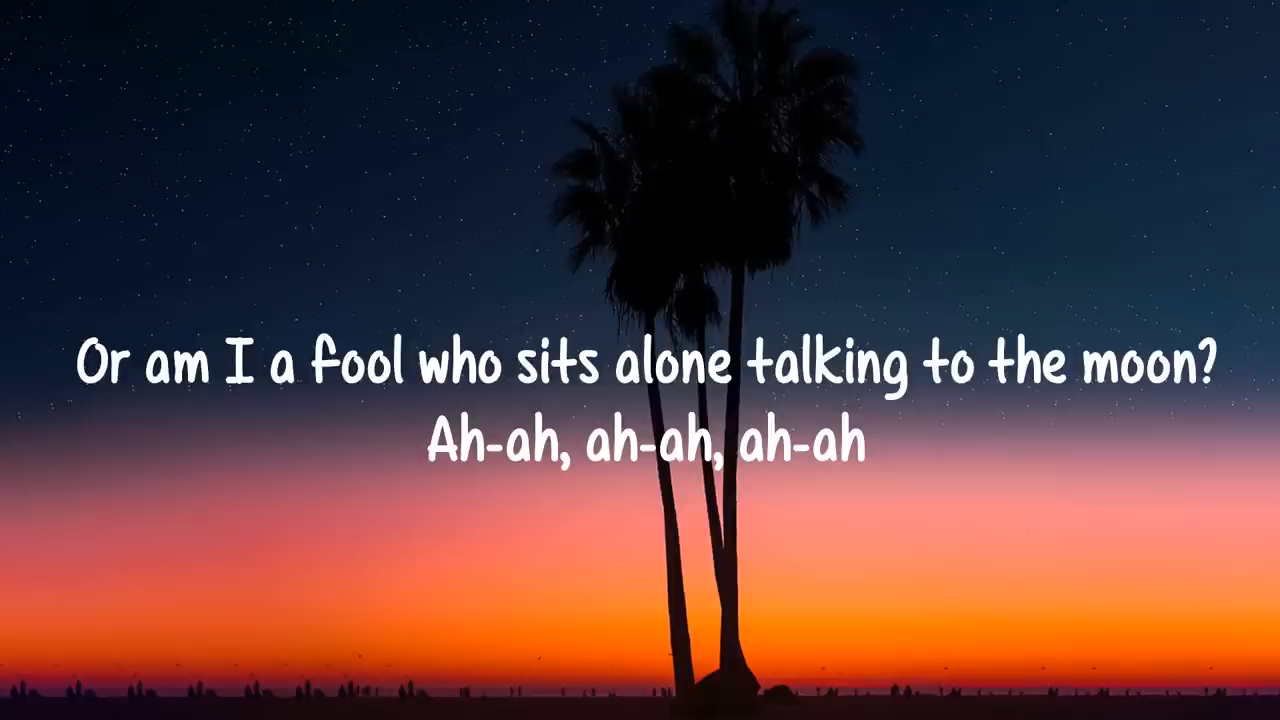 Or am I a fool who sits alone talking to the moon?
Ah-ah, ah-ah, ah-ah